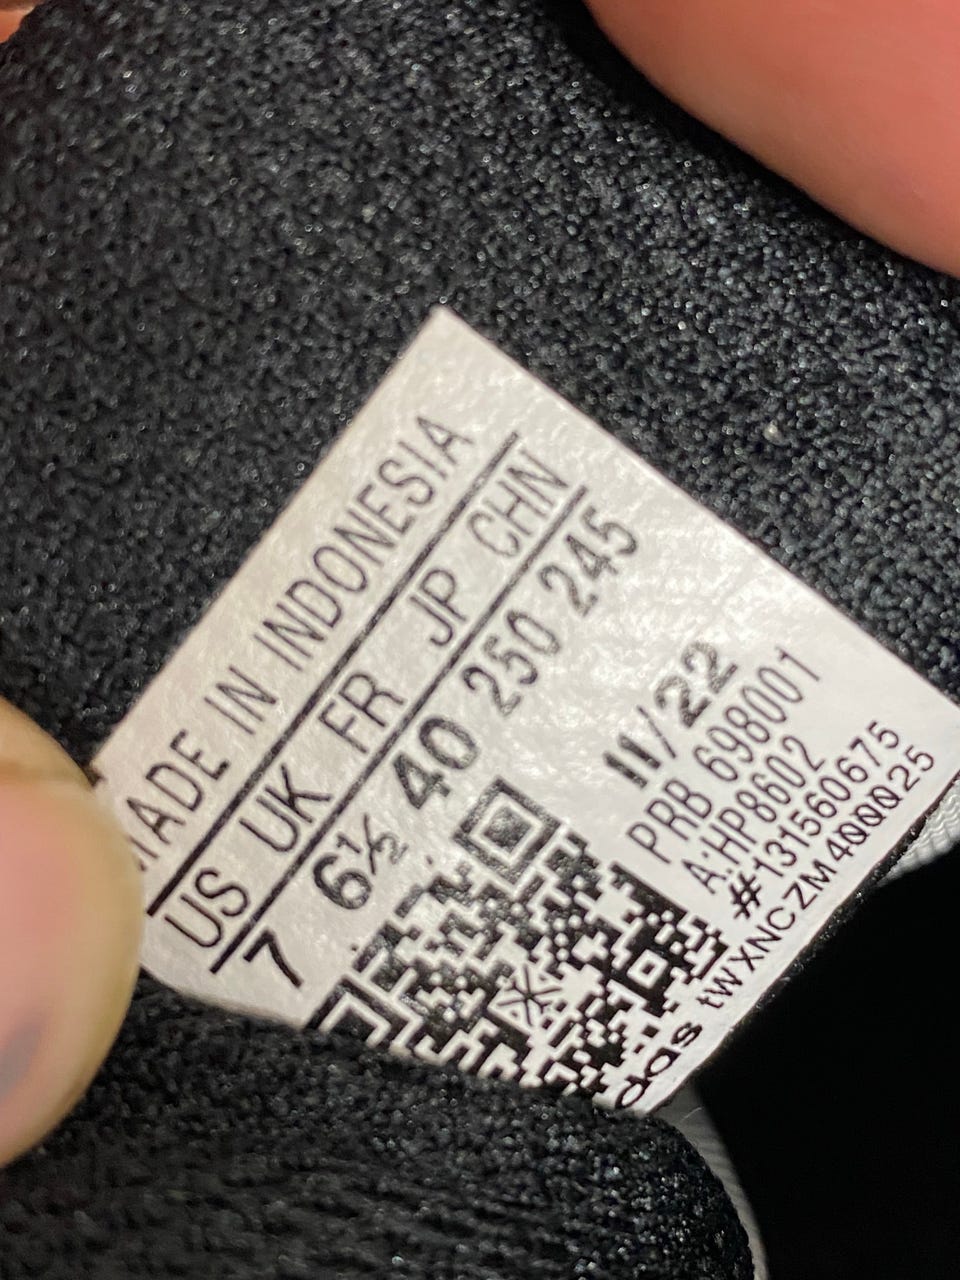 MADE IN INDONESIA
US UK FR JP CHN
7 6½ 40 250 245
11/22
PRB 698001
A:HP8602
#131560675
das twXNCZM400025